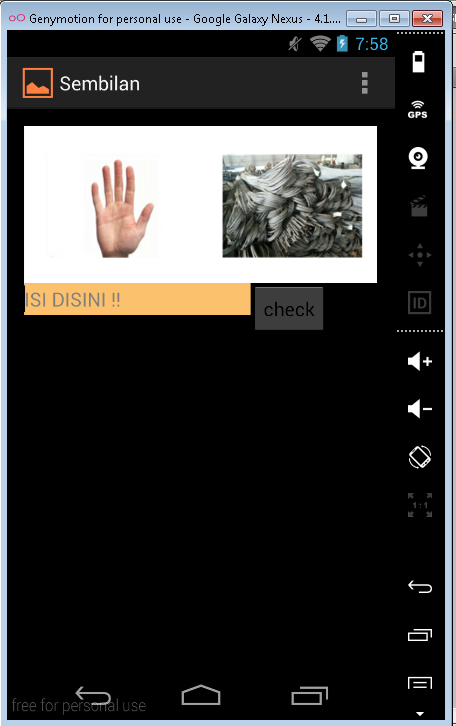 Genymotion for personal use - Google Galaxy Nexus - 4.1....
7:58
GPS
Sembilan
ID
ISI DISINI !!
check
1:1
free for personal use